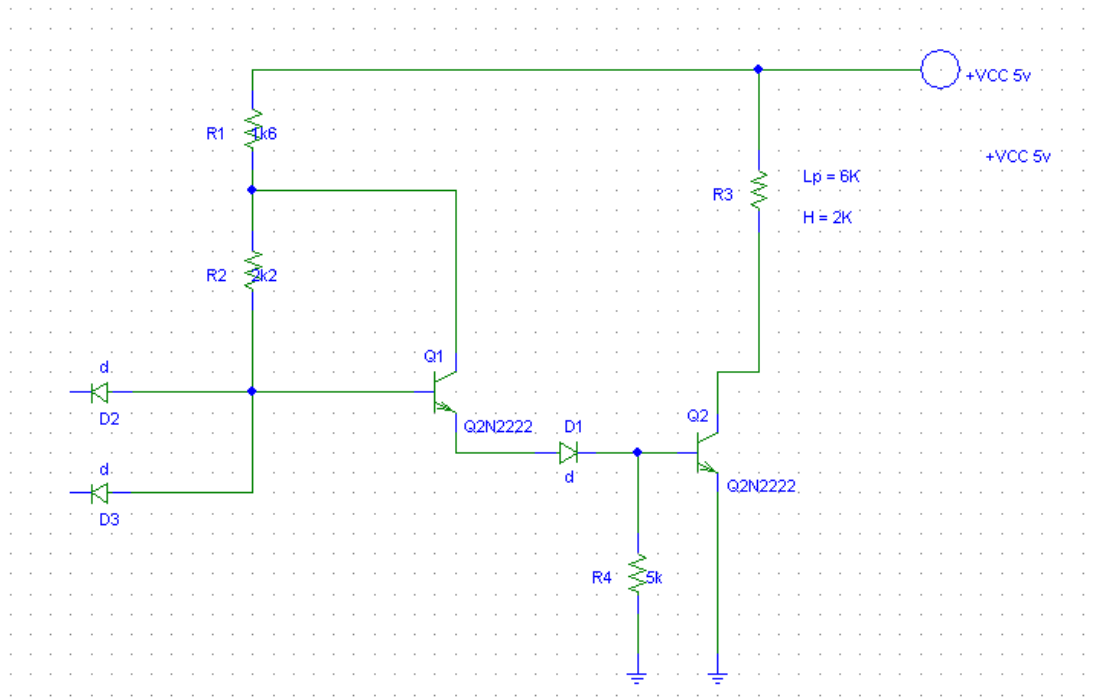 +VCC 5v
R1 1k6
+VCC 5v
Lp = 6K
R3
H = 2K
R2 2k2
Q1
d
D2
Q2
Q2N2222
D1
d
d
Q2N2222
D3
R4 5k